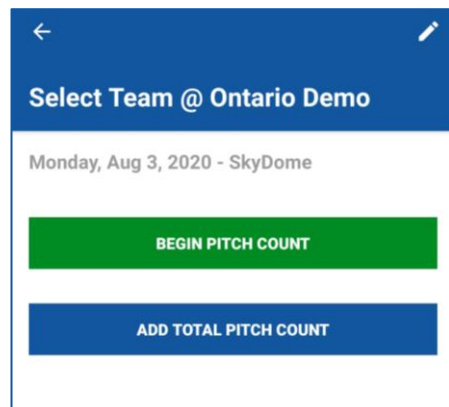 Select Team @ Ontario Demo
Monday, Aug 3, 2020 - SkyDome
BEGIN PITCH COUNT
ADD TOTAL PITCH COUNT